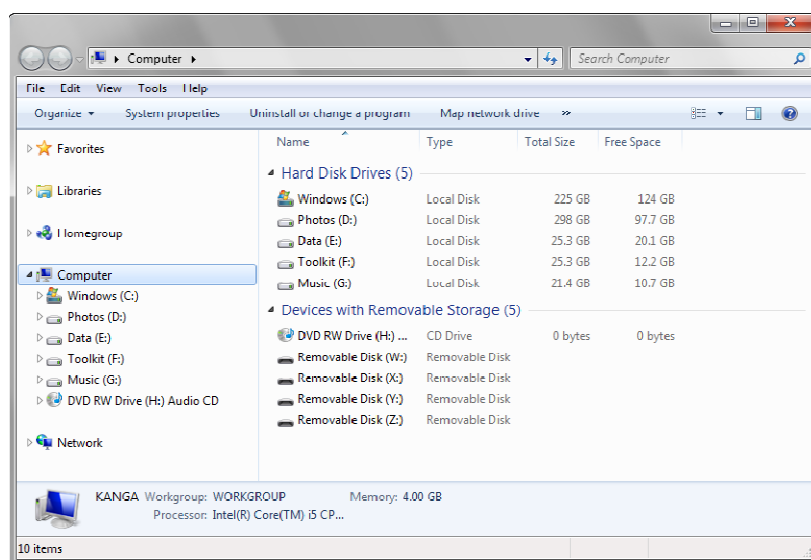 Computer
Search Computer
File Edit View Tools Help
Organize System properties Uninstall or change a program Map network drive »
Name Type Total Size Free Space
Favorites
Libraries
Homegroup
Computer
Windows (C:)
Photos (D:)
Data (E:)
Toolkit (F:)
Music (G:)
DVD RW Drive (H:) Audio CD
Network
Hard Disk Drives (5)
Windows (C:) Local Disk 225 GB 124 GB
Photos (D:) Local Disk 298 GB 97.7 GB
Data (E:) Local Disk 25.3 GB 20.1 GB
Toolkit (F:) Local Disk 25.3 GB 12.2 GB
Music (G:) Local Disk 21.4 GB 10.7 GB
Devices with Removable Storage (5)
DVD RW Drive (H:) ... CD Drive 0 bytes 0 bytes
Removable Disk (W:) Removable Disk
Removable Disk (X:) Removable Disk
Removable Disk (Y:) Removable Disk
Removable Disk (Z:) Removable Disk
KANGA Workgroup: WORKGROUP Memory: 4.00 GB
Processor: Intel(R) Core(TM) i5 CP...
10 items